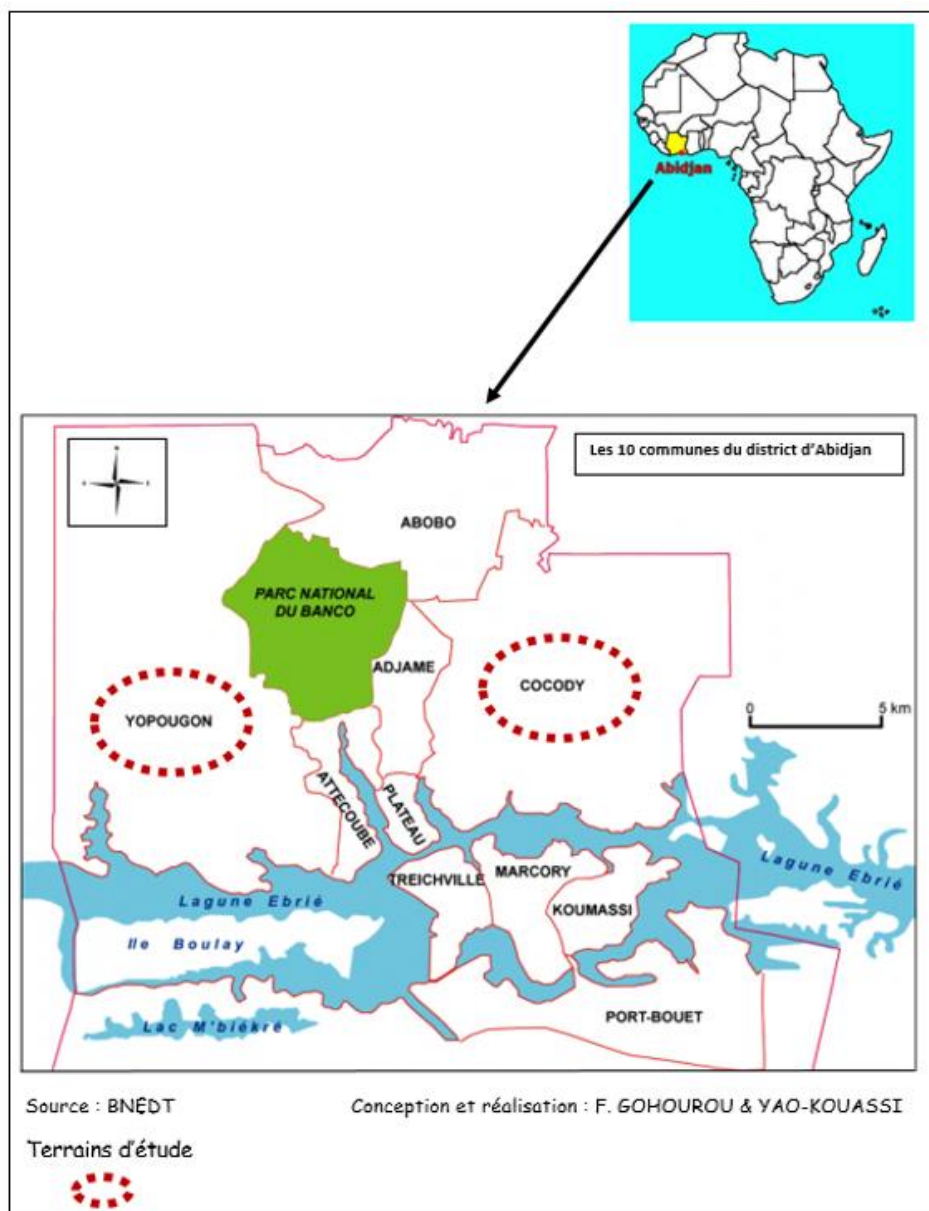 Abidjan
Les 10 communes du district d'Abidjan
ABOBO
PARC NATIONAL
DU BANCO
ADJAME
COCODY
YOPOUGON
0 5 km
ATTECOUBE
PLATEAU
TREICHVILLE
MARCORY
KOUMASSI
Lagune Ebrié
Lagune Ebrié
Ile Boulay
Lac M'biékré
PORT-BOUET
Source : BNEDT
Conception et réalisation : F. GOHOUROU & YAO-KOUASSI
Terrains d'étude